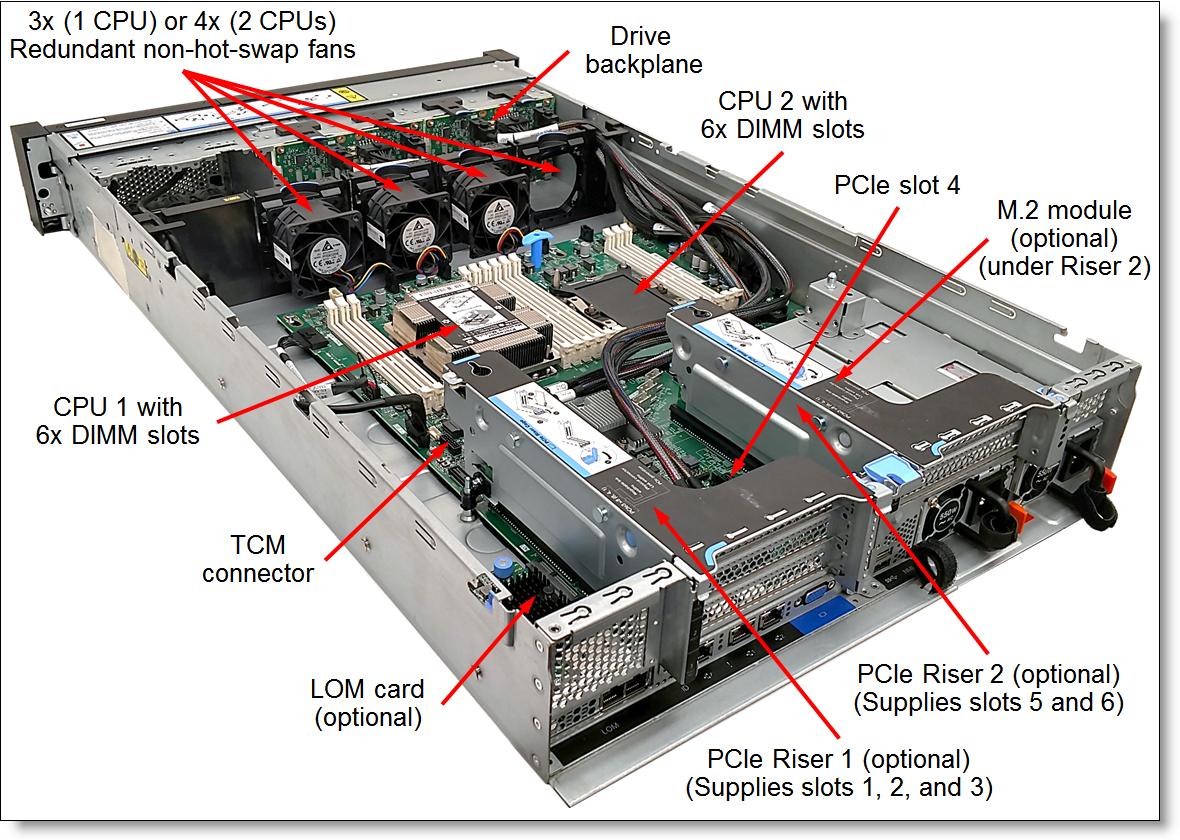 3x (1 CPU) or 4x (2 CPUs)
Redundant non-hot-swap fans
Drive
backplane
CPU 2 with
6x DIMM slots
PCIe slot 4
M.2 module
(optional)
(under Riser 2)
CPU 1 with
6x DIMM slots
TCM
connector
LOM card
(optional)
PCIe Riser 2 (optional)
(Supplies slots 5 and 6)
PCIe Riser 1 (optional)
(Supplies slots 1, 2, and 3)
550W
LOM